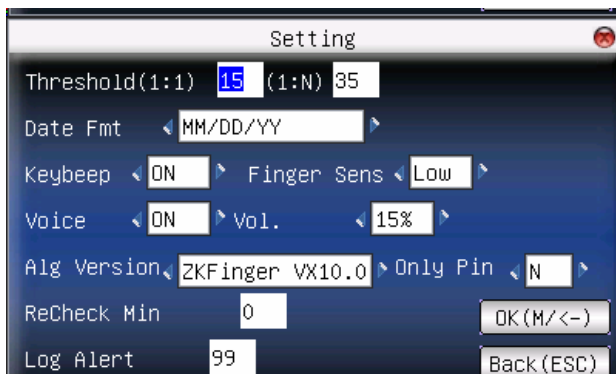 Setting
Threshold(1:1) 15 (1:N) 35
Date Fmt MM/DD/YY
Keybeep ON Finger Sens Low
Voice ON Vol. 15%
Alg Version ZKFinger VX10.0 Only Pin N
ReCheck Min 0 OK(M/<-)
Log Alert 99 Back(ESC)